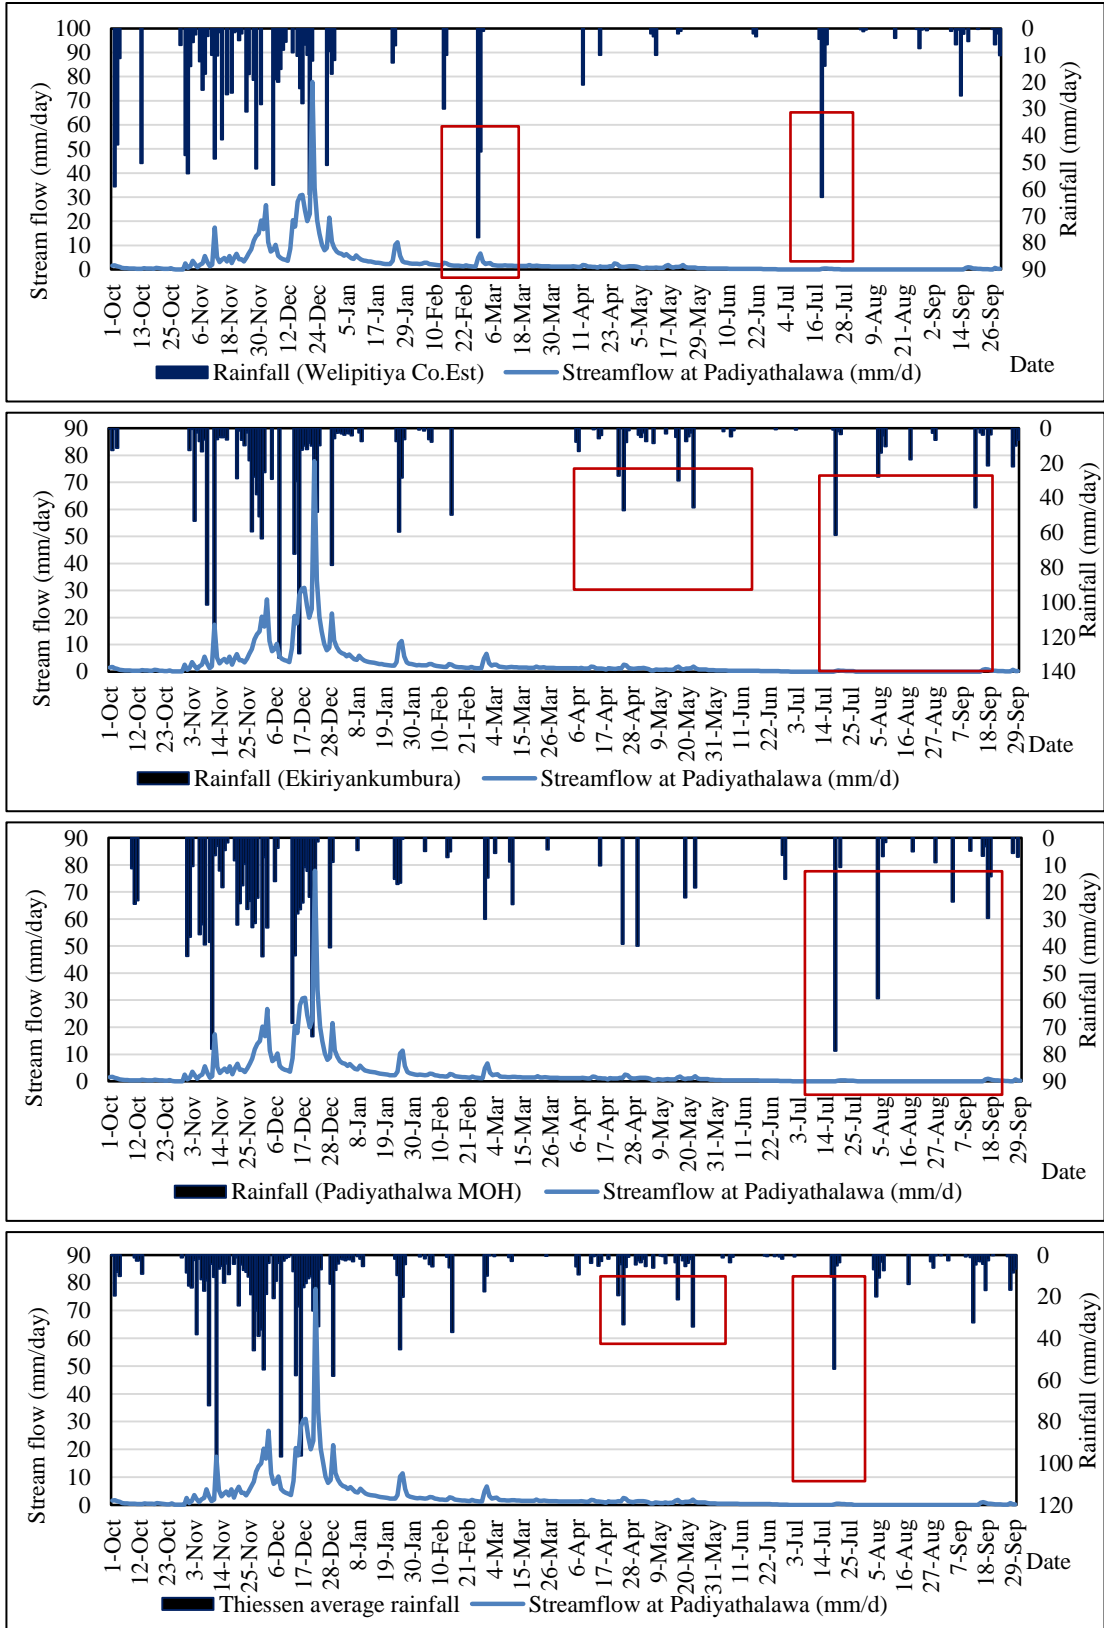 100
90
80
70
60
50
40
30
20
10
0
Stream flow (mm/day)
0
10
20
30
40
50
60
70
80
90
Rainfall (mm/day)
1-Oct
13-Oct
25-Oct
6-Nov
18-Nov
30-Nov
12-Dec
24-Dec
5-Jan
17-Jan
29-Jan
10-Feb
22-Feb
6-Mar
18-Mar
30-Mar
11-Apr
23-Apr
5-May
17-May
29-May
10-Jun
22-Jun
4-Jul
16-Jul
28-Jul
9-Aug
21-Aug
2-Sep
14-Sep
26-Sep
Date
Rainfall (Welipitiya Co.Est) Streamflow at Padiyathalawa (mm/d)
90
80
70
60
50
40
30
20
10
0
Stream flow (mm/day)
0
20
40
60
80
100
120
140
Rainfall (mm/day)
1-Oct
12-Oct
23-Oct
3-Nov
14-Nov
25-Nov
6-Dec
17-Dec
28-Dec
8-Jan
19-Jan
30-Jan
10-Feb
21-Feb
4-Mar
15-Mar
26-Mar
6-Apr
17-Apr
28-Apr
9-May
20-May
31-May
11-Jun
22-Jun
3-Jul
14-Jul
25-Jul
5-Aug
16-Aug
27-Aug
7-Sep
18-Sep
29-Sep
Date
Rainfall (Ekiriyankumbura) Streamflow at Padiyathalawa (mm/d)
90
80
70
60
50
40
30
20
10
0
Stream flow (mm/day)
0
10
20
30
40
50
60
70
80
90
Rainfall (mm/day)
1-Oct
12-Oct
23-Oct
3-Nov
14-Nov
25-Nov
6-Dec
17-Dec
28-Dec
8-Jan
19-Jan
30-Jan
10-Feb
21-Feb
4-Mar
15-Mar
26-Mar
6-Apr
17-Apr
28-Apr
9-May
20-May
31-May
11-Jun
22-Jun
3-Jul
14-Jul
25-Jul
5-Aug
16-Aug
27-Aug
7-Sep
18-Sep
29-Sep
Date
Rainfall (Padiyathalwa MOH) Streamflow at Padiyathalawa (mm/d)
90
80
70
60
50
40
30
20
10
0
Stream flow (mm/day)
0
20
40
60
80
100
120
Rainfall (mm/day)
1-Oct
12-Oct
23-Oct
3-Nov
14-Nov
25-Nov
6-Dec
17-Dec
28-Dec
8-Jan
19-Jan
30-Jan
10-Feb
21-Feb
4-Mar
15-Mar
26-Mar
6-Apr
17-Apr
28-Apr
9-May
20-May
31-May
11-Jun
22-Jun
3-Jul
14-Jul
25-Jul
5-Aug
16-Aug
27-Aug
7-Sep
18-Sep
29-Sep
Date
Thiessen average rainfall Streamflow at Padiyathalawa (mm/d)